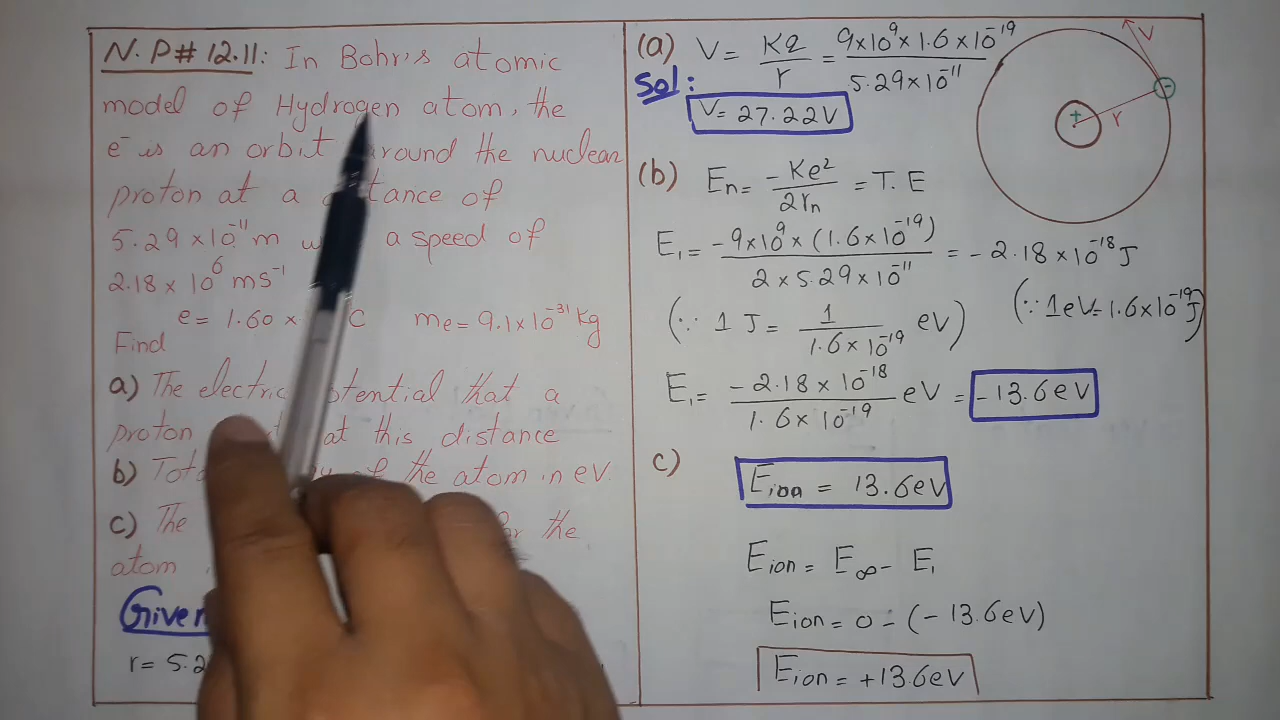 N.P# 12.11: In Bohr's atomic
model of Hydrogen atom, the
e⁻ is an orbit around the nuclear
proton at a distance of
5.29 × 10⁻¹¹ m a speed of
2.18 × 10⁶ ms⁻¹
e = 1.60 × C me = 9.1 × 10⁻³¹ kg
Find
a) The electric potential that a
proton at this distance
b) of the atom in eV.
c) The the
atom
Given
r = 5.2
(a) V = KQ/r = 9×10⁹ × 1.6×10⁻¹⁹ / 5.29×10⁻¹¹
Sol:
V = 27.22V
(b) En = -Ke²/2rn = T.E
E₁ = -9×10⁹ × (1.6×10⁻¹⁹) / 2 × 5.29×10⁻¹¹ = -2.18×10⁻¹⁸ J
(∵ 1 J = 1/1.6×10⁻¹⁹ eV) (∵ 1eV = 1.6×10⁻¹⁹ J)
E₁ = -2.18×10⁻¹⁸ / 1.6×10⁻¹⁹ eV = -13.6eV
c) Eion = 13.6eV
Eion = E∞ - E₁
Eion = 0 - (-13.6eV)
Eion = +13.6eV
V
-
+
r